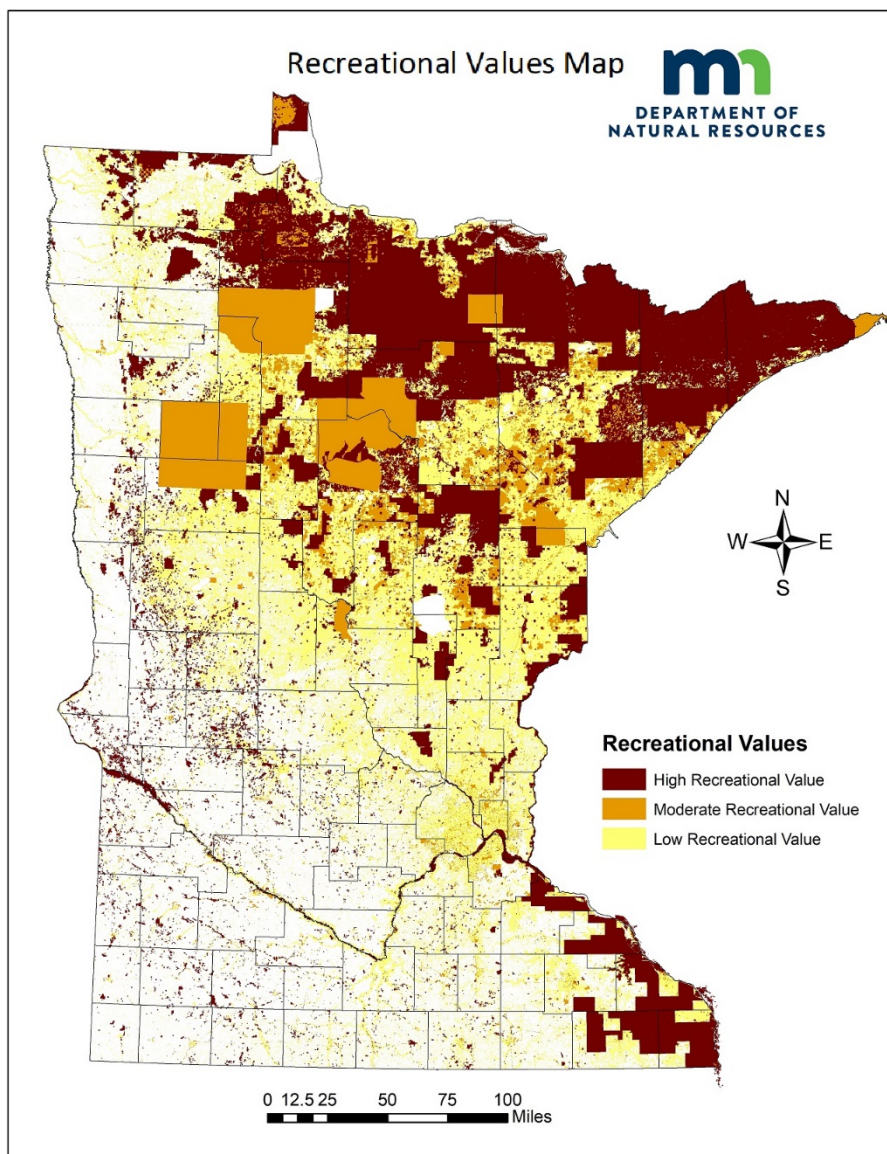 Recreational Values Map
mn
DEPARTMENT OF
NATURAL RESOURCES
N
W E
S
Recreational Values
High Recreational Value
Moderate Recreational Value
Low Recreational Value
0 12.5 25 50 75 100
Miles